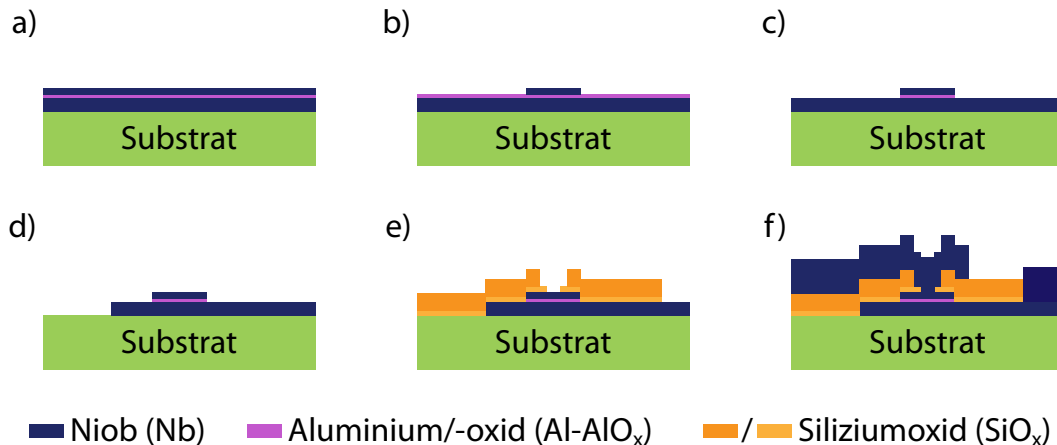 a) b) c)
Substrat Substrat Substrat
d) e) f)
Substrat Substrat Substrat
Niob (Nb) Aluminium/-oxid (Al-AlOx) / Siliziumoxid (SiOx)